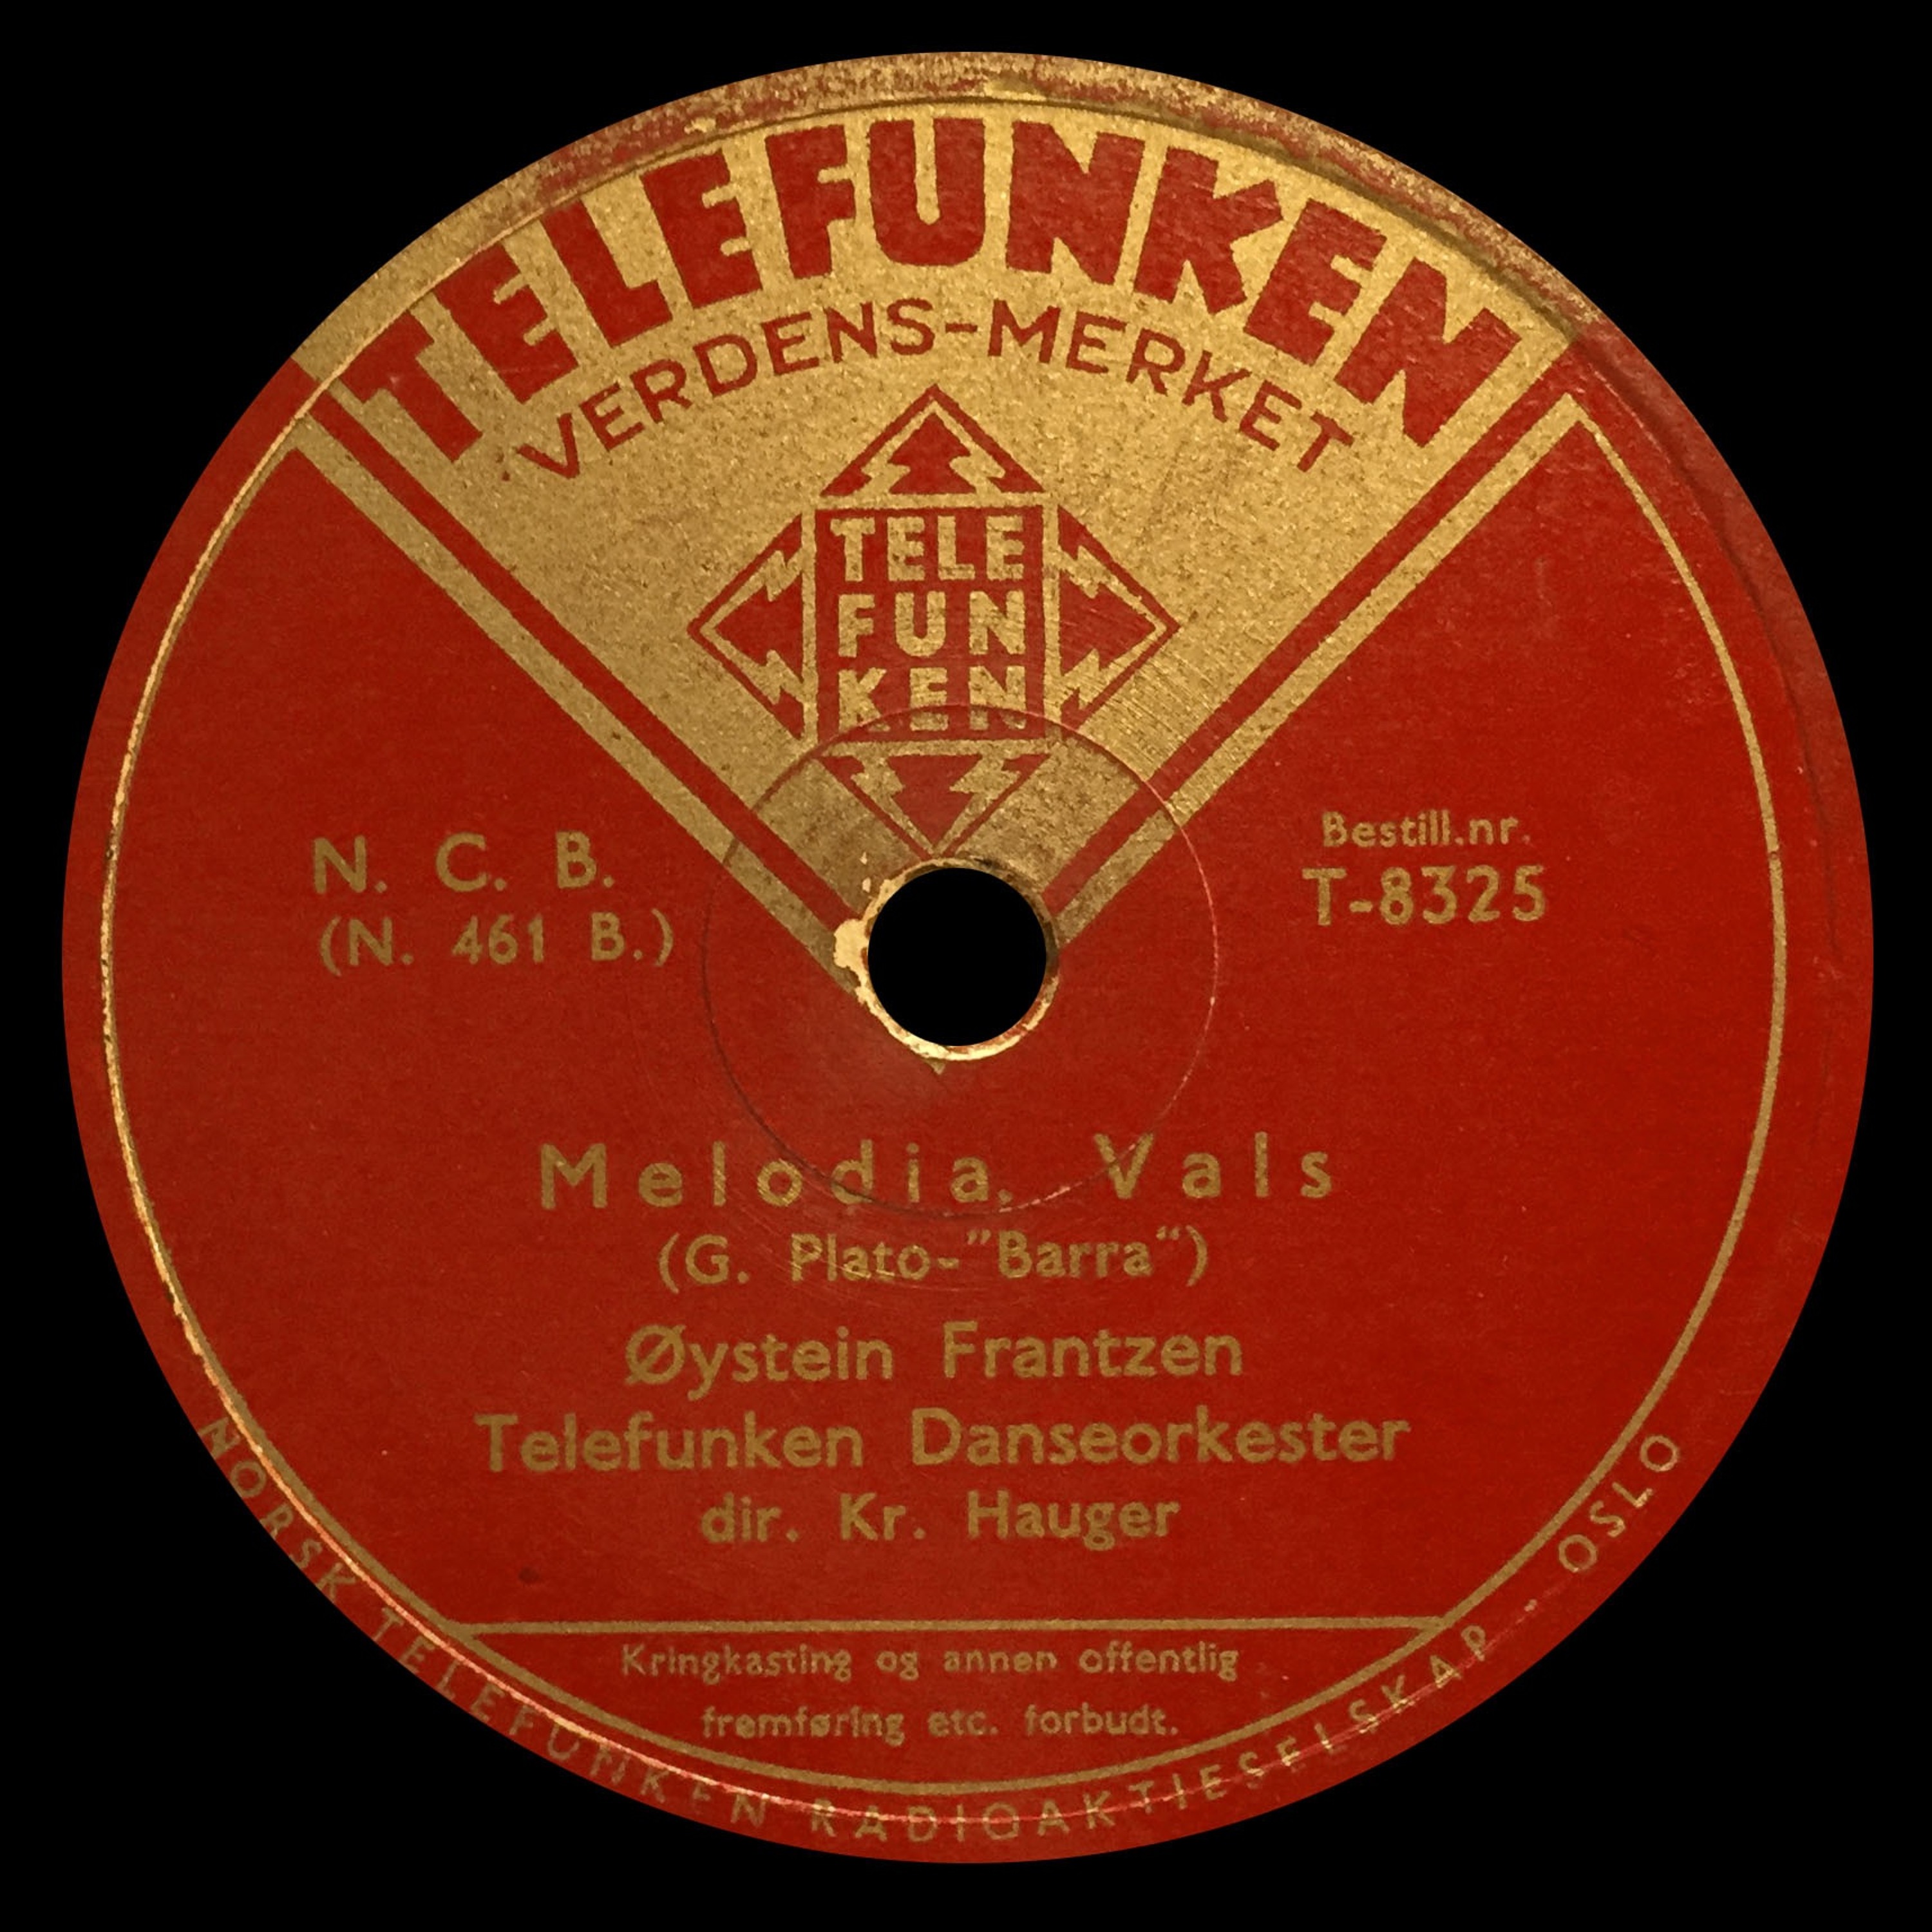 TELEFUNKEN
VERDENS-MERKET
TELE
FUN
KEN
N. C. B.
(N. 461 B.)
Bestill.nr.
T-8325
Melodia. Vals
(G. Plato-"Barra“)
Øystein Frantzen
Telefunken Danseorkester
dir. Kr. Hauger
Kringkasting og annen offentlig
fremføring etc. forbudt.
NORSK TELEFUNKEN RADIOAKTIESELSKAP - OSLO